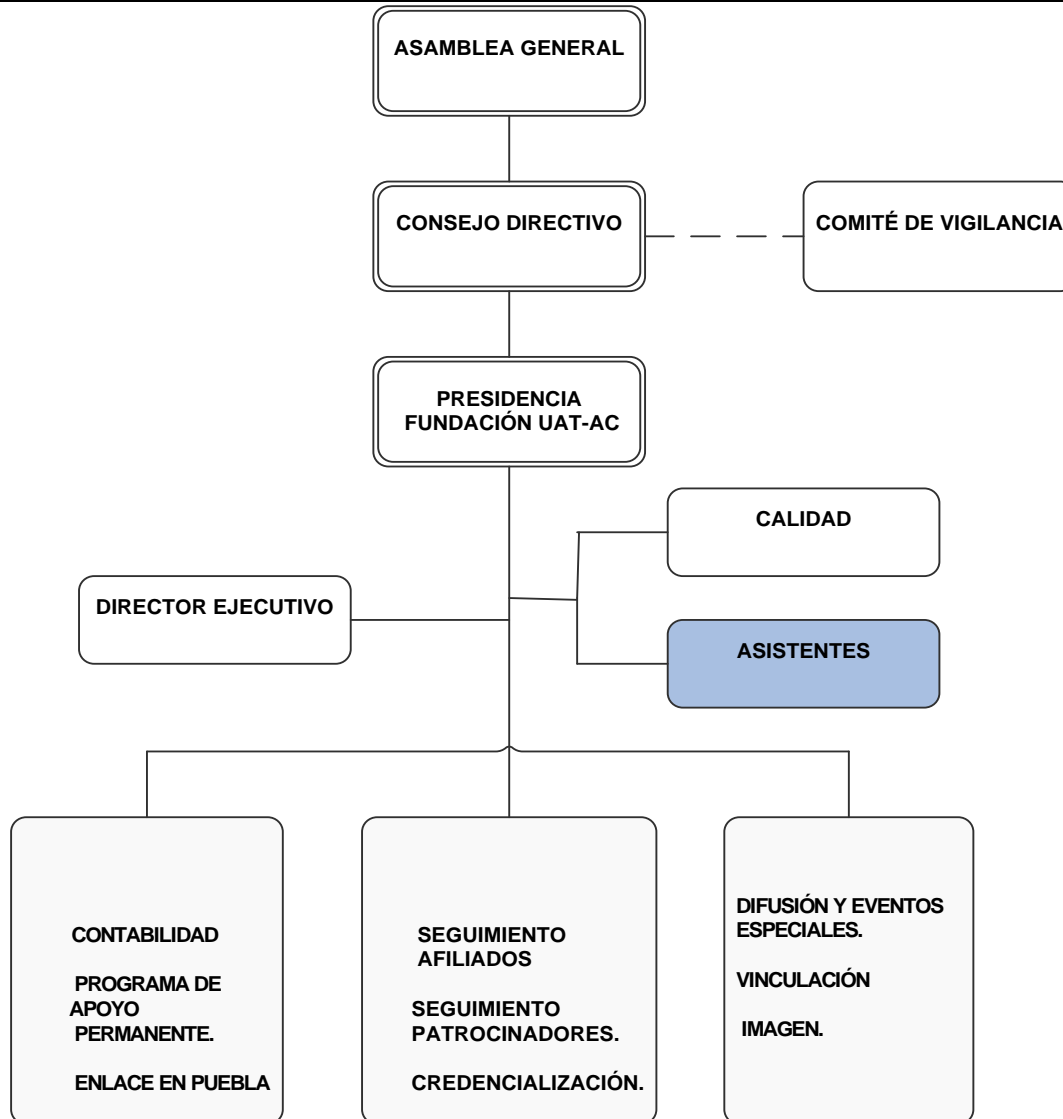 ASAMBLEA GENERAL
CONSEJO DIRECTIVO
COMITÉ DE VIGILANCIA
PRESIDENCIA
FUNDACIÓN UAT-AC
CALIDAD
DIRECTOR EJECUTIVO
ASISTENTES
CONTABILIDAD
PROGRAMA DE
APOYO
PERMANENTE.
ENLACE EN PUEBLA
SEGUIMIENTO
AFILIADOS
SEGUIMIENTO
PATROCINADORES.
CREDENCIALIZACIÓN.
DIFUSIÓN Y EVENTOS
ESPECIALES.
VINCULACIÓN
IMAGEN.